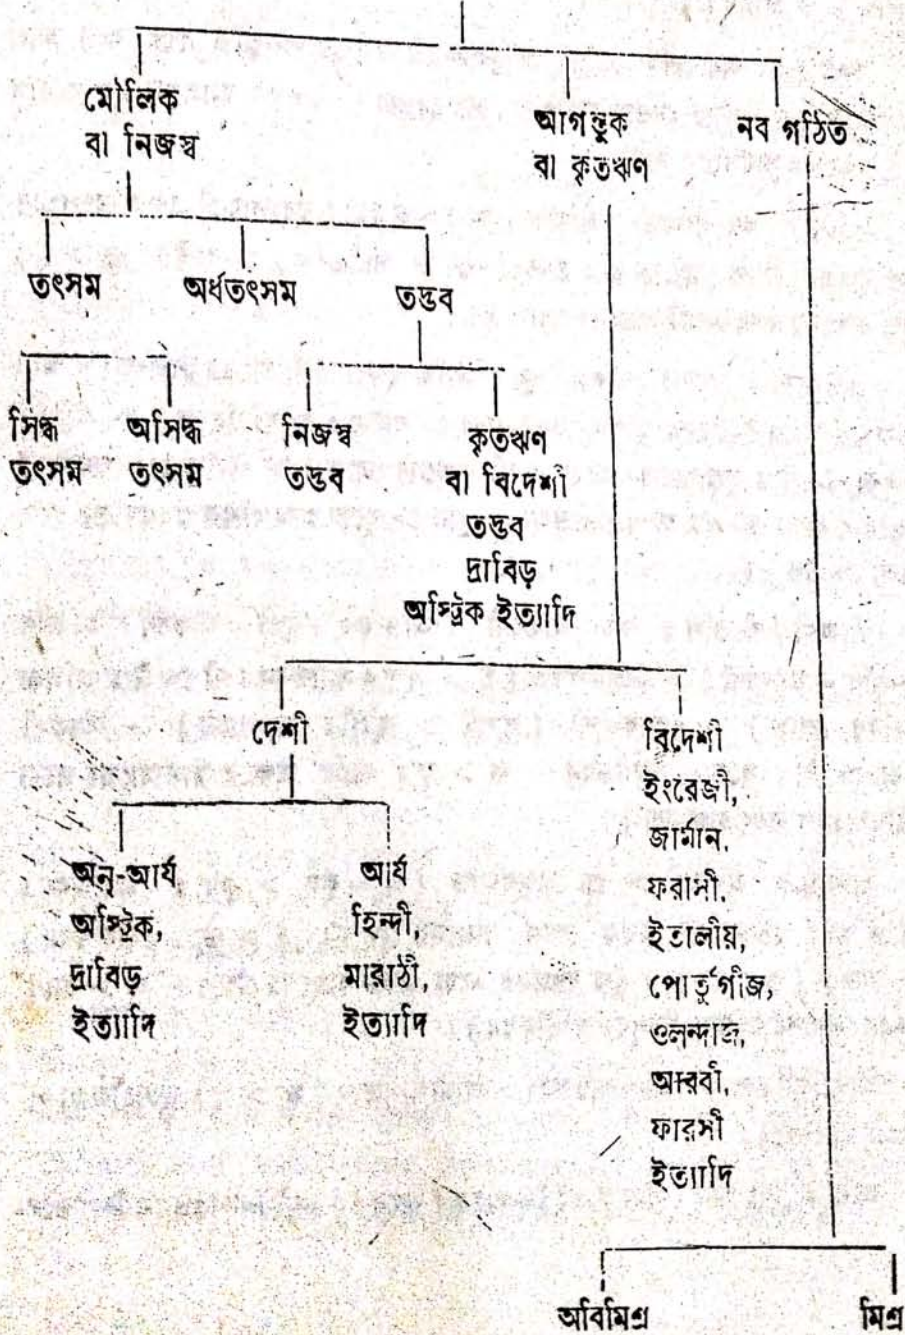 মৌলিক
বা নিজস্ব
আগন্তুক
বা কৃতঋণ
নব গঠিত
তৎসম
অর্ধতৎসম
তদ্ভব
সিদ্ধ
তৎসম
অসিদ্ধ
তৎসম
নিজস্ব
তদ্ভব
কৃতঋণ
বা বিদেশী
তদ্ভব
দ্রাবিড়
অস্ট্রিক ইত্যাদি
দেশী
অন্-আর্য
অস্ট্রিক,
দ্রাবিড়
ইত্যাদি
আর্য
হিন্দী,
মারাঠী,
ইত্যাদি
বিদেশী
ইংরেজী,
জার্মান,
ফরাসী,
ইতালীয়,
পোর্তুগীজ,
ওলন্দাজ,
আরবী,
ফারসী
ইত্যাদি
অবিমিশ্র
মিশ্র